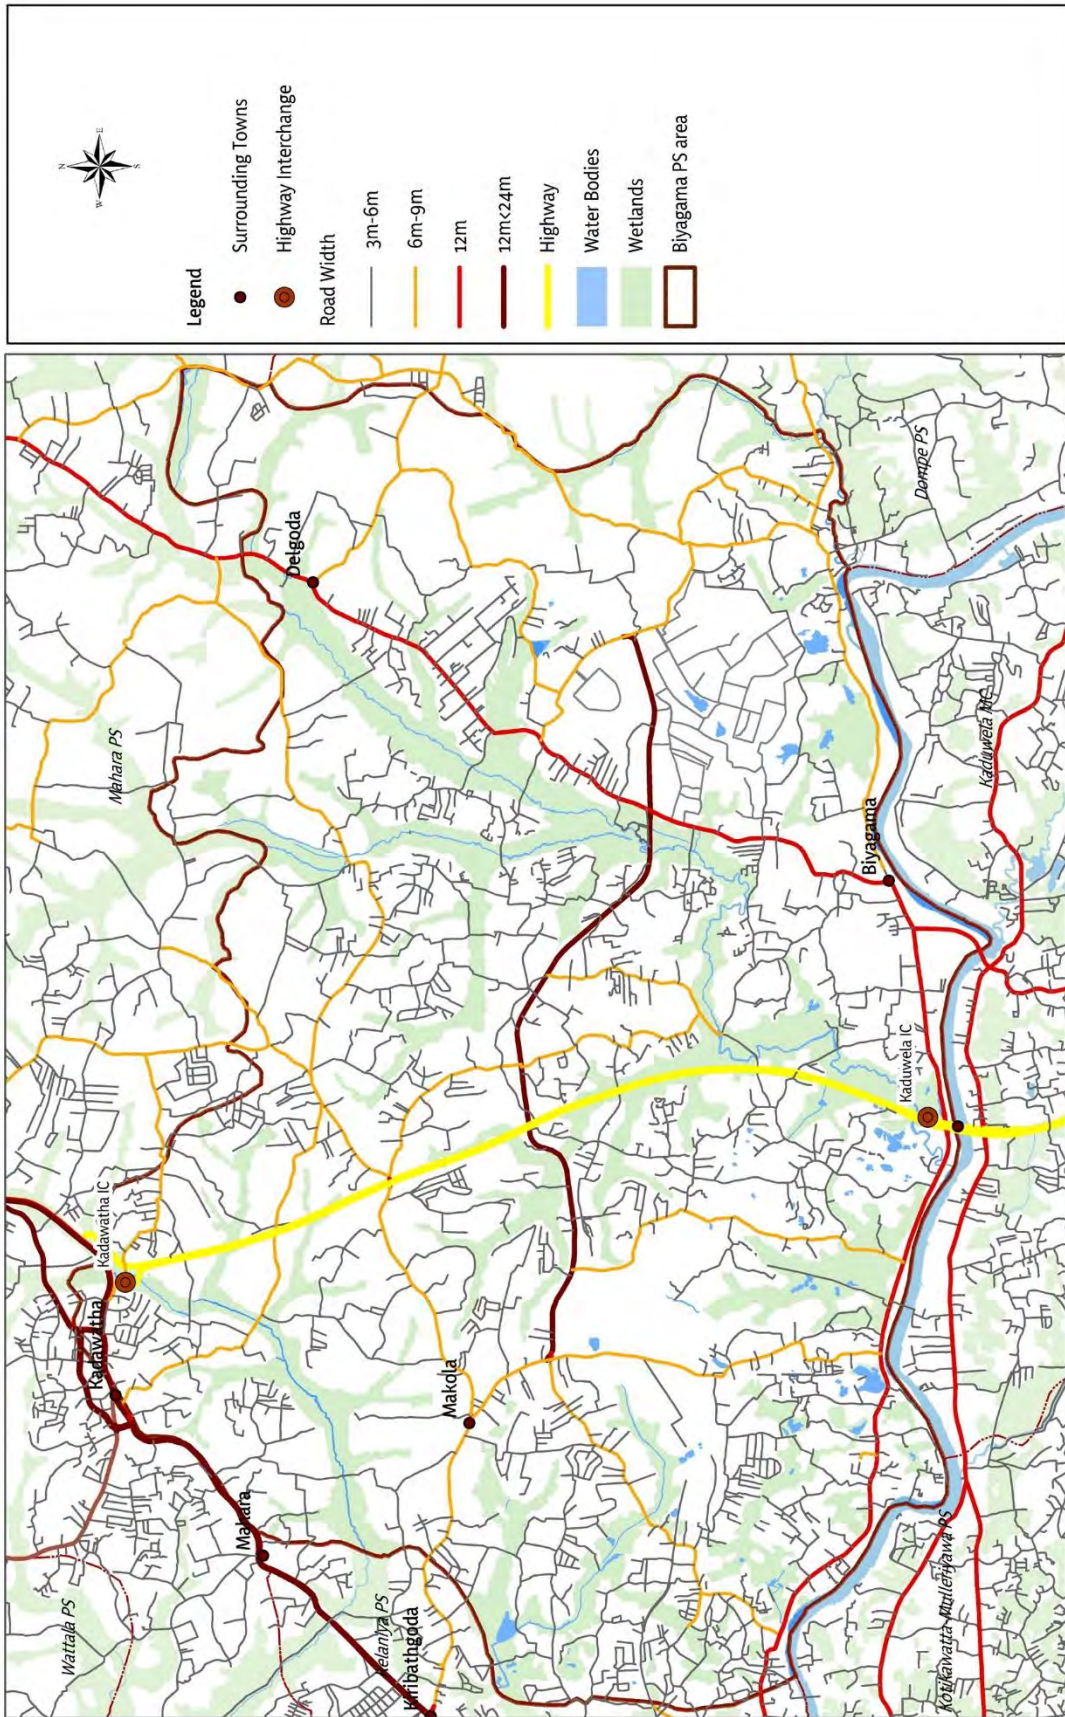 N
W
E
S
Legend
Surrounding Towns
Highway Interchange
Road Width
3m-6m
6m-9m
12m
12m<24m
Highway
Water Bodies
Wetlands
Biyagama PS area
Wattala PS
Mahara
Kadawatha
Kadawatha IC
Mahara PS
Delgoda
Kelaniya PS
Kiribathgoda
Makola
Biyagama
Kaduwela IC
Dompe PS
Kaduwela MC
Kotikawatta Mulleriyawa PS